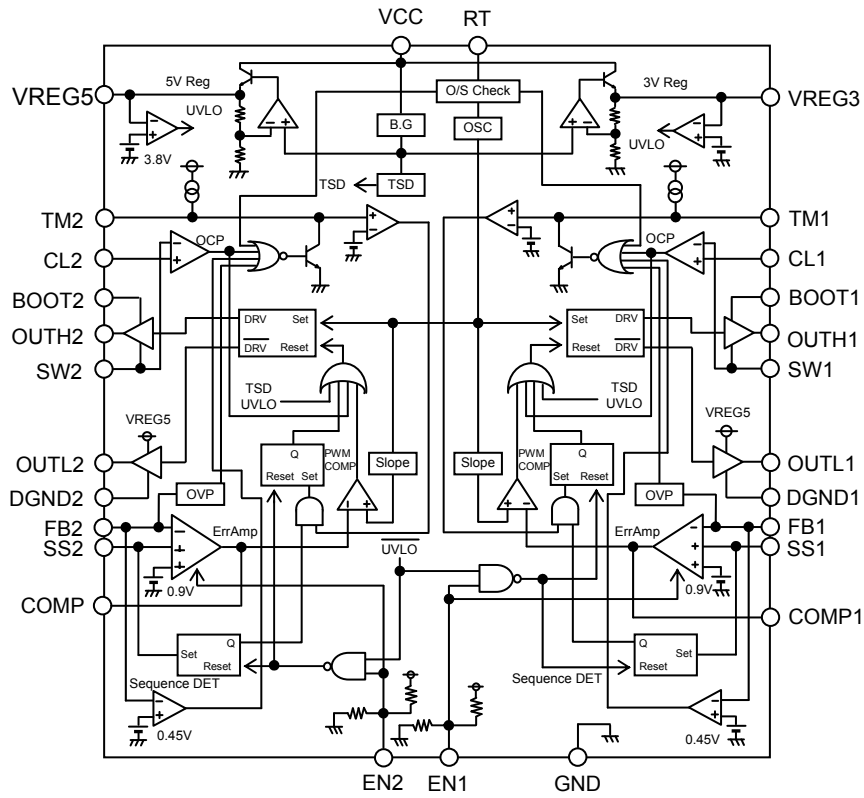 VCC RT
VREG5 5V Reg 3V Reg VREG3
O/S Check
UVLO B.G OSC UVLO
3.8V
TSD TSD
TM2 TM1
OCP OCP
CL2 CL1
BOOT2 BOOT1
DRV Set Set DRV
OUTH2 OUTH1
DRV Reset Reset DRV
SW2 SW1
TSD TSD
UVLO UVLO
VREG5 VREG5
Q PWM COMP Slope Slope PWM COMP Q
OUTL2 OUTL1
Reset Set Set Reset
DGND2 OVP OVP DGND1
FB2 FB1
ErrAmp ErrAmp
SS2 SS1
UVLO
0.9V 0.9V
COMP COMP1
Q Q
Set Reset Reset Set
Sequence DET Sequence DET
0.45V 0.45V
EN2 EN1 GND